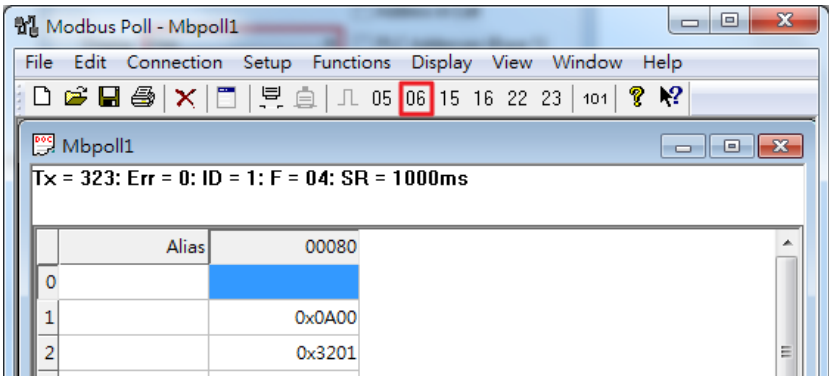 Modbus Poll - Mbpoll1
File Edit Connection Setup Functions Display View Window Help
05 06 15 16 22 23 101
Mbpoll1
Tx = 323: Err = 0: ID = 1: F = 04: SR = 1000ms
Alias 00080
0
1 0x0A00
2 0x3201